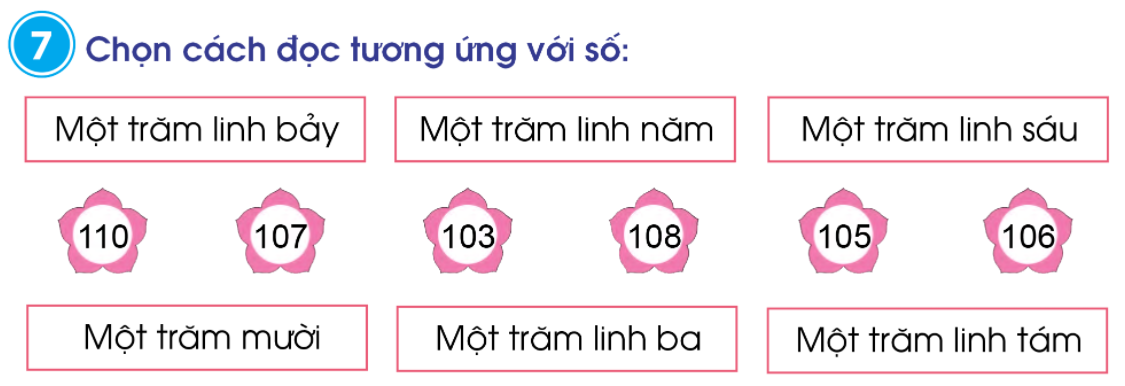 7 Chọn cách đọc tương ứng với số:
Một trăm linh bảy Một trăm linh năm Một trăm linh sáu
110 107 103 108 105 106
Một trăm mười Một trăm linh ba Một trăm linh tám